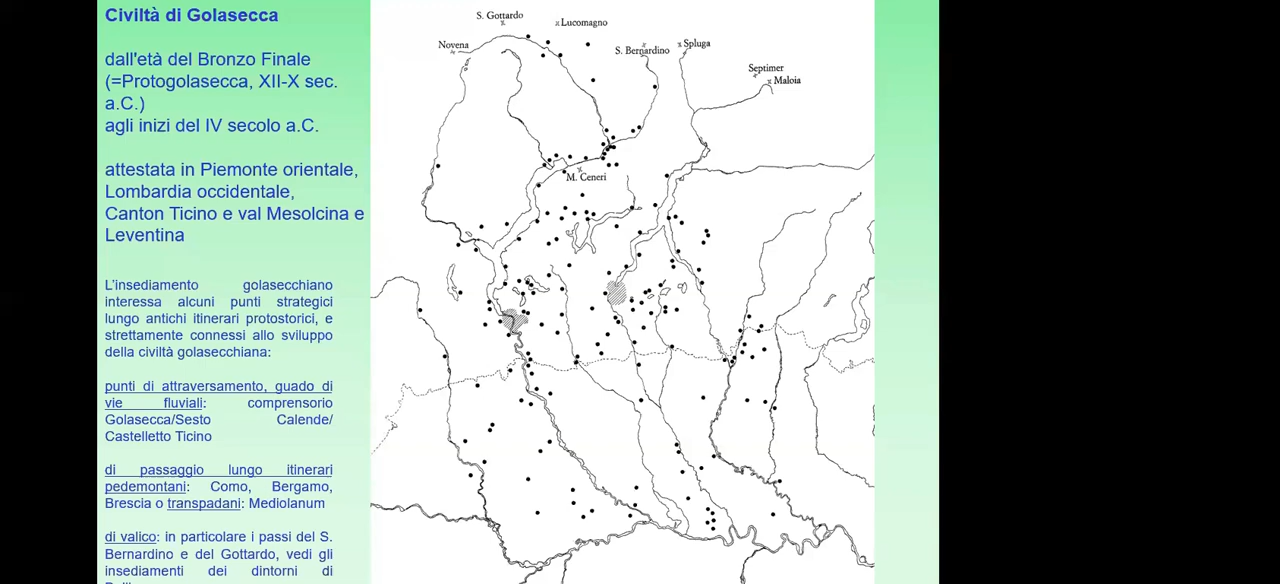 Civiltà di Golasecca
dall'età del Bronzo Finale
(=Protogolasecca, XII-X sec.
a.C.)
agli inizi del IV secolo a.C.
attestata in Piemonte orientale,
Lombardia occidentale,
Canton Ticino e val Mesolcina e
Leventina
L'insediamento golasecchiano
interessa alcuni punti strategici
lungo antichi itinerari protostorici, e
strettamente connessi allo sviluppo
della civiltà golasecchiana:
punti di attraversamento, guado di
vie fluviali: comprensorio
Golasecca/Sesto Calende/
Castelletto Ticino
di passaggio lungo itinerari
pedemontani: Como, Bergamo,
Brescia o transpadani: Mediolanum
di valico: in particolare i passi del S.
Bernardino e del Gottardo, vedi gli
insediamenti dei dintorni di
S. Gottardo
Lucomagno
Novena
S. Bernardino
Spluga
Septimer
Maloia
M. Ceneri